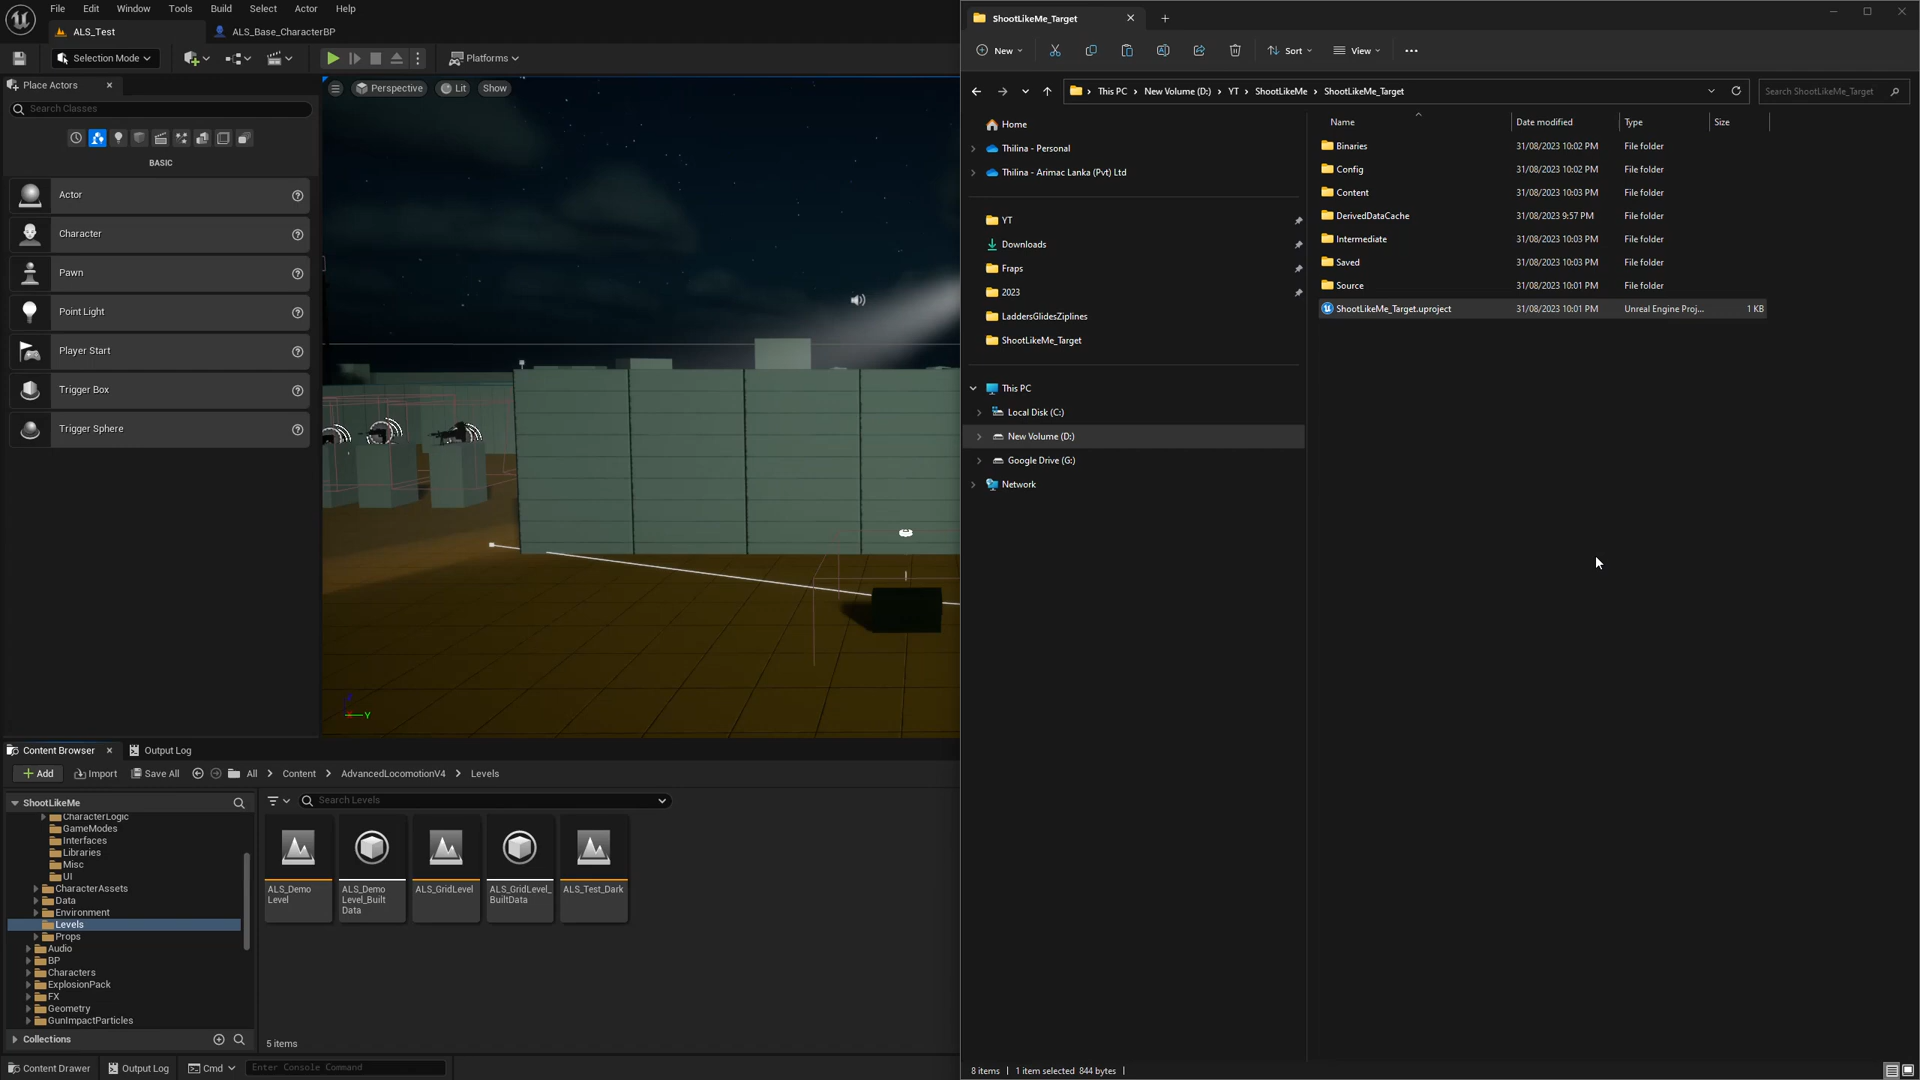 File Edit Window Tools Build Select Actor Help
ALS_Test
ALS_Base_CharacterBP
Selection Mode
Platforms
Place Actors
Search Classes
BASIC
Actor
Character
Pawn
Point Light
Player Start
Trigger Box
Trigger Sphere
Perspective
Lit
Show
Y
Content Browser
Output Log
Add
Import
Save All
All
Content
AdvancedLocomotionV4
Levels
ShootLikeMe
CharacterLogic
GameModes
Interfaces
Libraries
Misc
UI
CharacterAssets
Data
Environment
Levels
Props
Audio
BP
Characters
ExplosionPack
FX
Geometry
GunImpactParticles
Collections
Search Levels
ALS_Demo
Level
ALS_Demo
Level_Built
Data
ALS_GridLevel
ALS_GridLevel_
BuiltData
ALS_Test_Dark
5 items
Content Drawer
Output Log
Cmd
Enter Console Command
ShootLikeMe_Target
New
Sort
View
This PC
New Volume (D:)
YT
ShootLikeMe
ShootLikeMe_Target
Search ShootLikeMe_Target
Home
Thilina - Personal
Thilina - Arimac Lanka (Pvt) Ltd
YT
Downloads
Fraps
2023
LaddersGlidesZiplines
ShootLikeMe_Target
This PC
Local Disk (C:)
New Volume (D:)
Google Drive (G:)
Network
Name Date modified Type Size
Binaries 31/08/2023 10:02 PM File folder
Config 31/08/2023 10:02 PM File folder
Content 31/08/2023 10:03 PM File folder
DerivedDataCache 31/08/2023 9:57 PM File folder
Intermediate 31/08/2023 10:03 PM File folder
Saved 31/08/2023 10:03 PM File folder
Source 31/08/2023 10:01 PM File folder
ShootLikeMe_Target.uproject 31/08/2023 10:01 PM Unreal Engine Proj... 1 KB
8 items
1 item selected 844 bytes